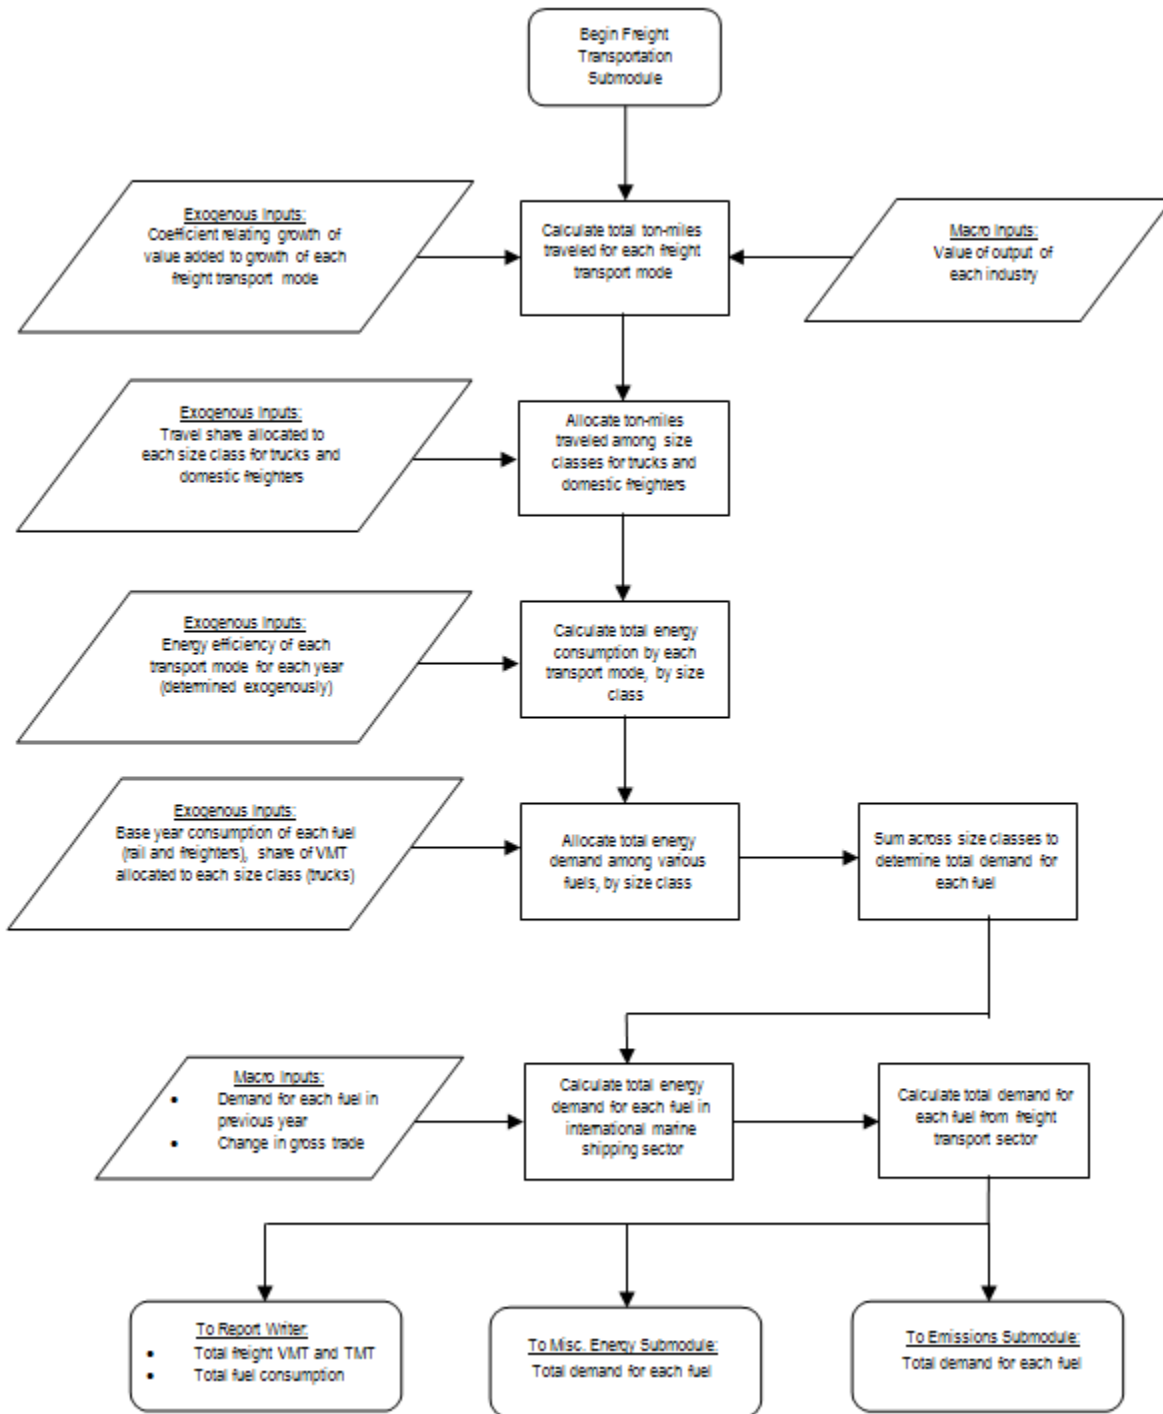 Begin Freight
Transportation
Submodule
Exogenous Inputs:
Coefficient relating growth of
value added to growth of each
freight transport mode
Calculate total ton-miles
traveled for each freight
transport mode
Macro Inputs:
Value of output of
each industry
Exogenous Inputs:
Travel share allocated to
each size class for trucks and
domestic freighters
Allocate ton-miles
traveled among size
classes for trucks and
domestic freighters
Exogenous Inputs:
Energy efficiency of each
transport mode for each year
(determined exogenously)
Calculate total energy
consumption by each
transport mode, by size
class
Exogenous Inputs:
Base year consumption of each fuel
(rail and freighters), share of VMT
allocated to each size class (trucks)
Allocate total energy
demand among various
fuels, by size class
Sum across size classes to
determine total demand for
each fuel
Macro Inputs:
• Demand for each fuel in
previous year
• Change in gross trade
Calculate total energy
demand for each fuel in
international marine
shipping sector
Calculate total demand for
each fuel from freight
transport sector
To Report Writer:
• Total freight VMT and TMT
• Total fuel consumption
To Misc. Energy Submodule:
Total demand for each fuel
To Emissions Submodule:
Total demand for each fuel